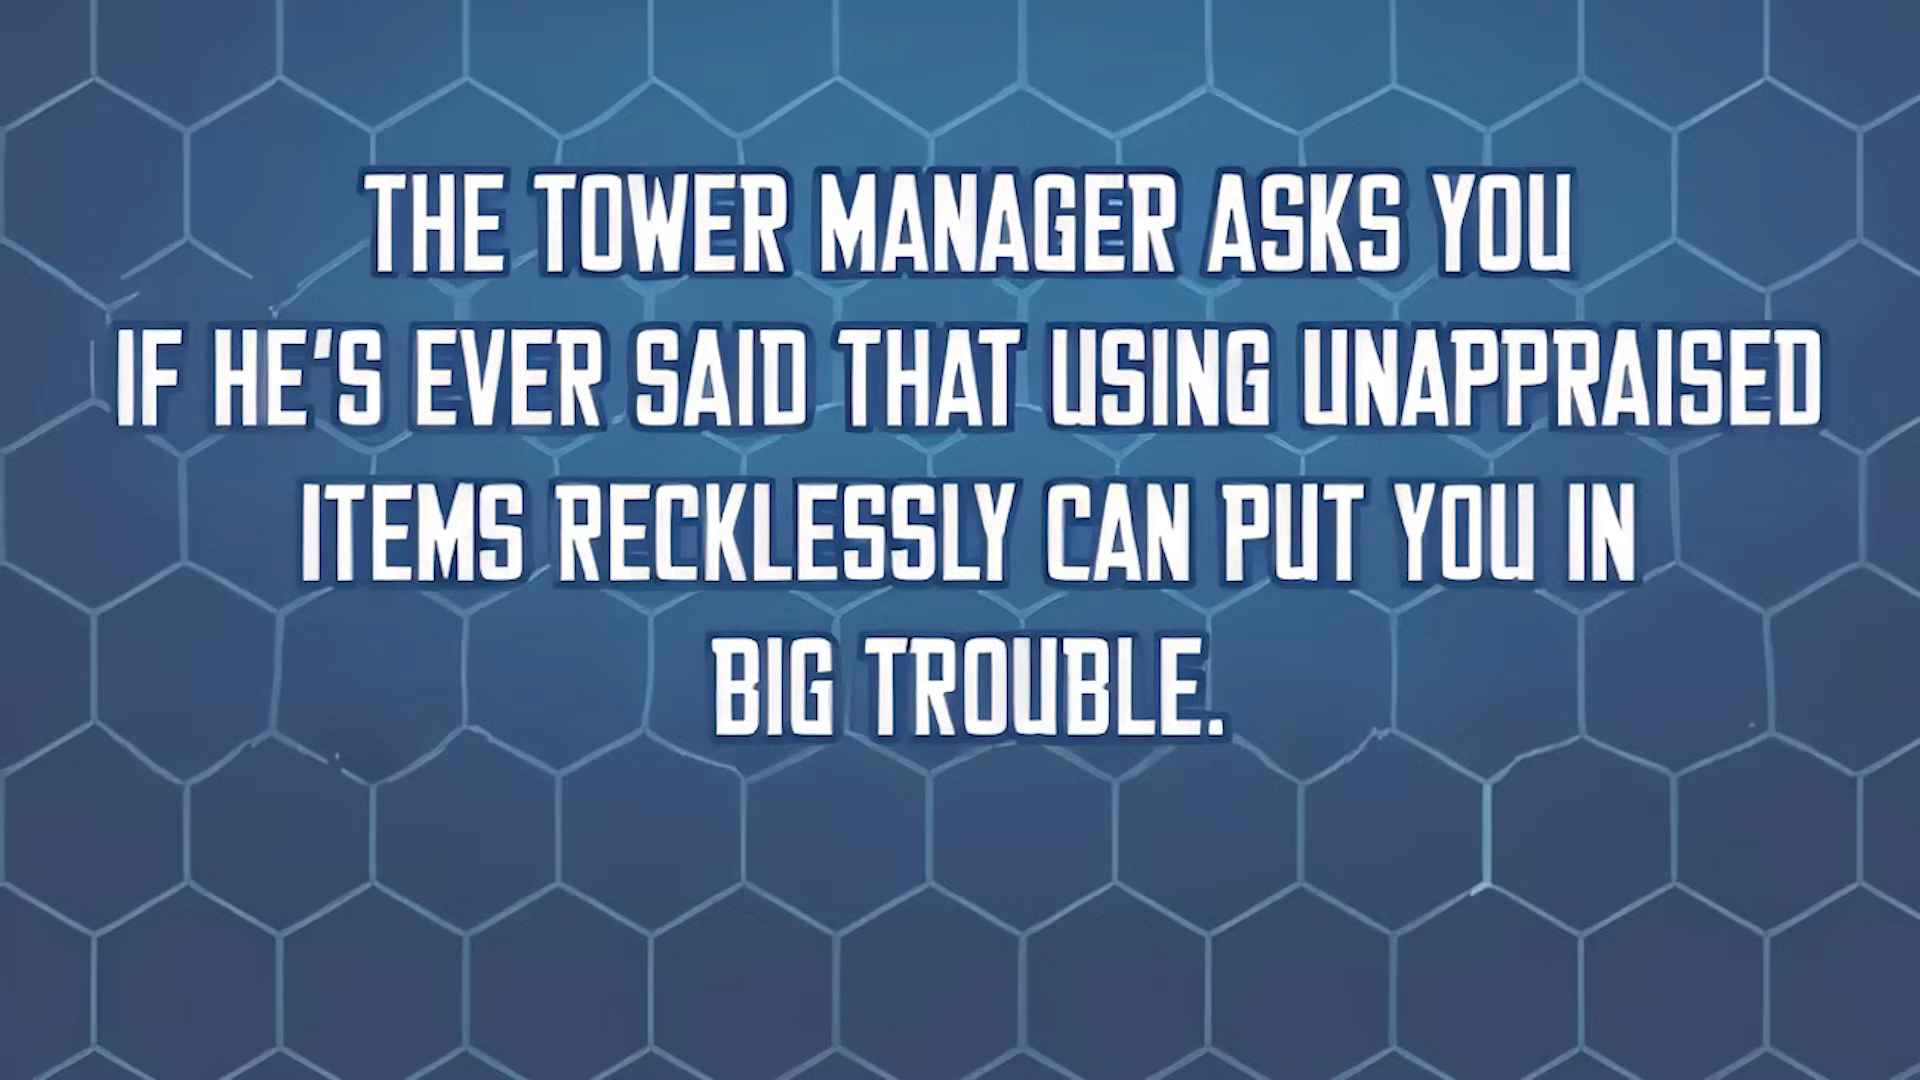 THE TOWER MANAGER ASKS YOU
IF HE'S EVER SAID THAT USING UNAPPRAISED
ITEMS RECKLESSLY CAN PUT YOU IN
BIG TROUBLE.